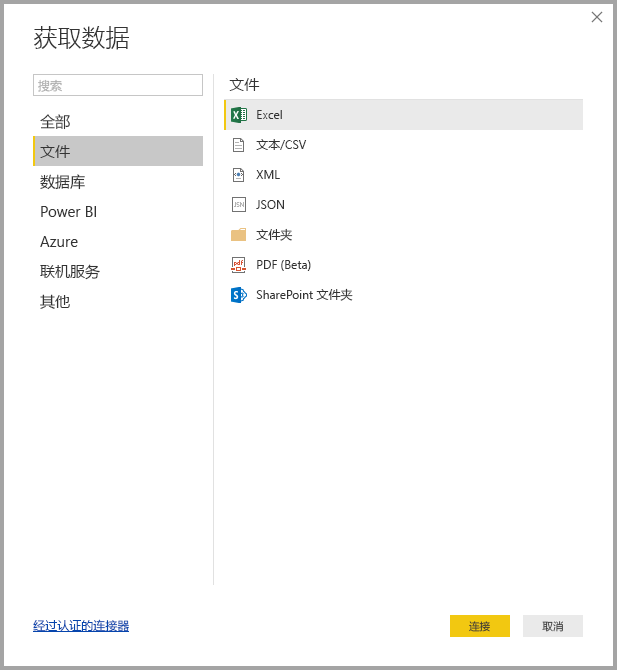 获取数据
搜索
全部
文件
数据库
Power BI
Azure
联机服务
其他
文件
Excel
文本/CSV
XML
JSON
文件夹
PDF (Beta)
SharePoint 文件夹
经过认证的连接器
连接
取消